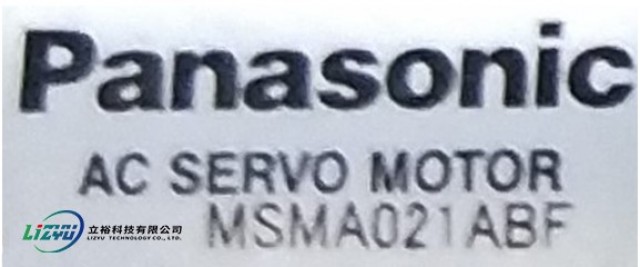 Panasonic
AC SERVO MOTOR
MSMA021ABF
LIZYU
立裕科技有限公司
LIZYU TECHNOLOGY CO., LTD.